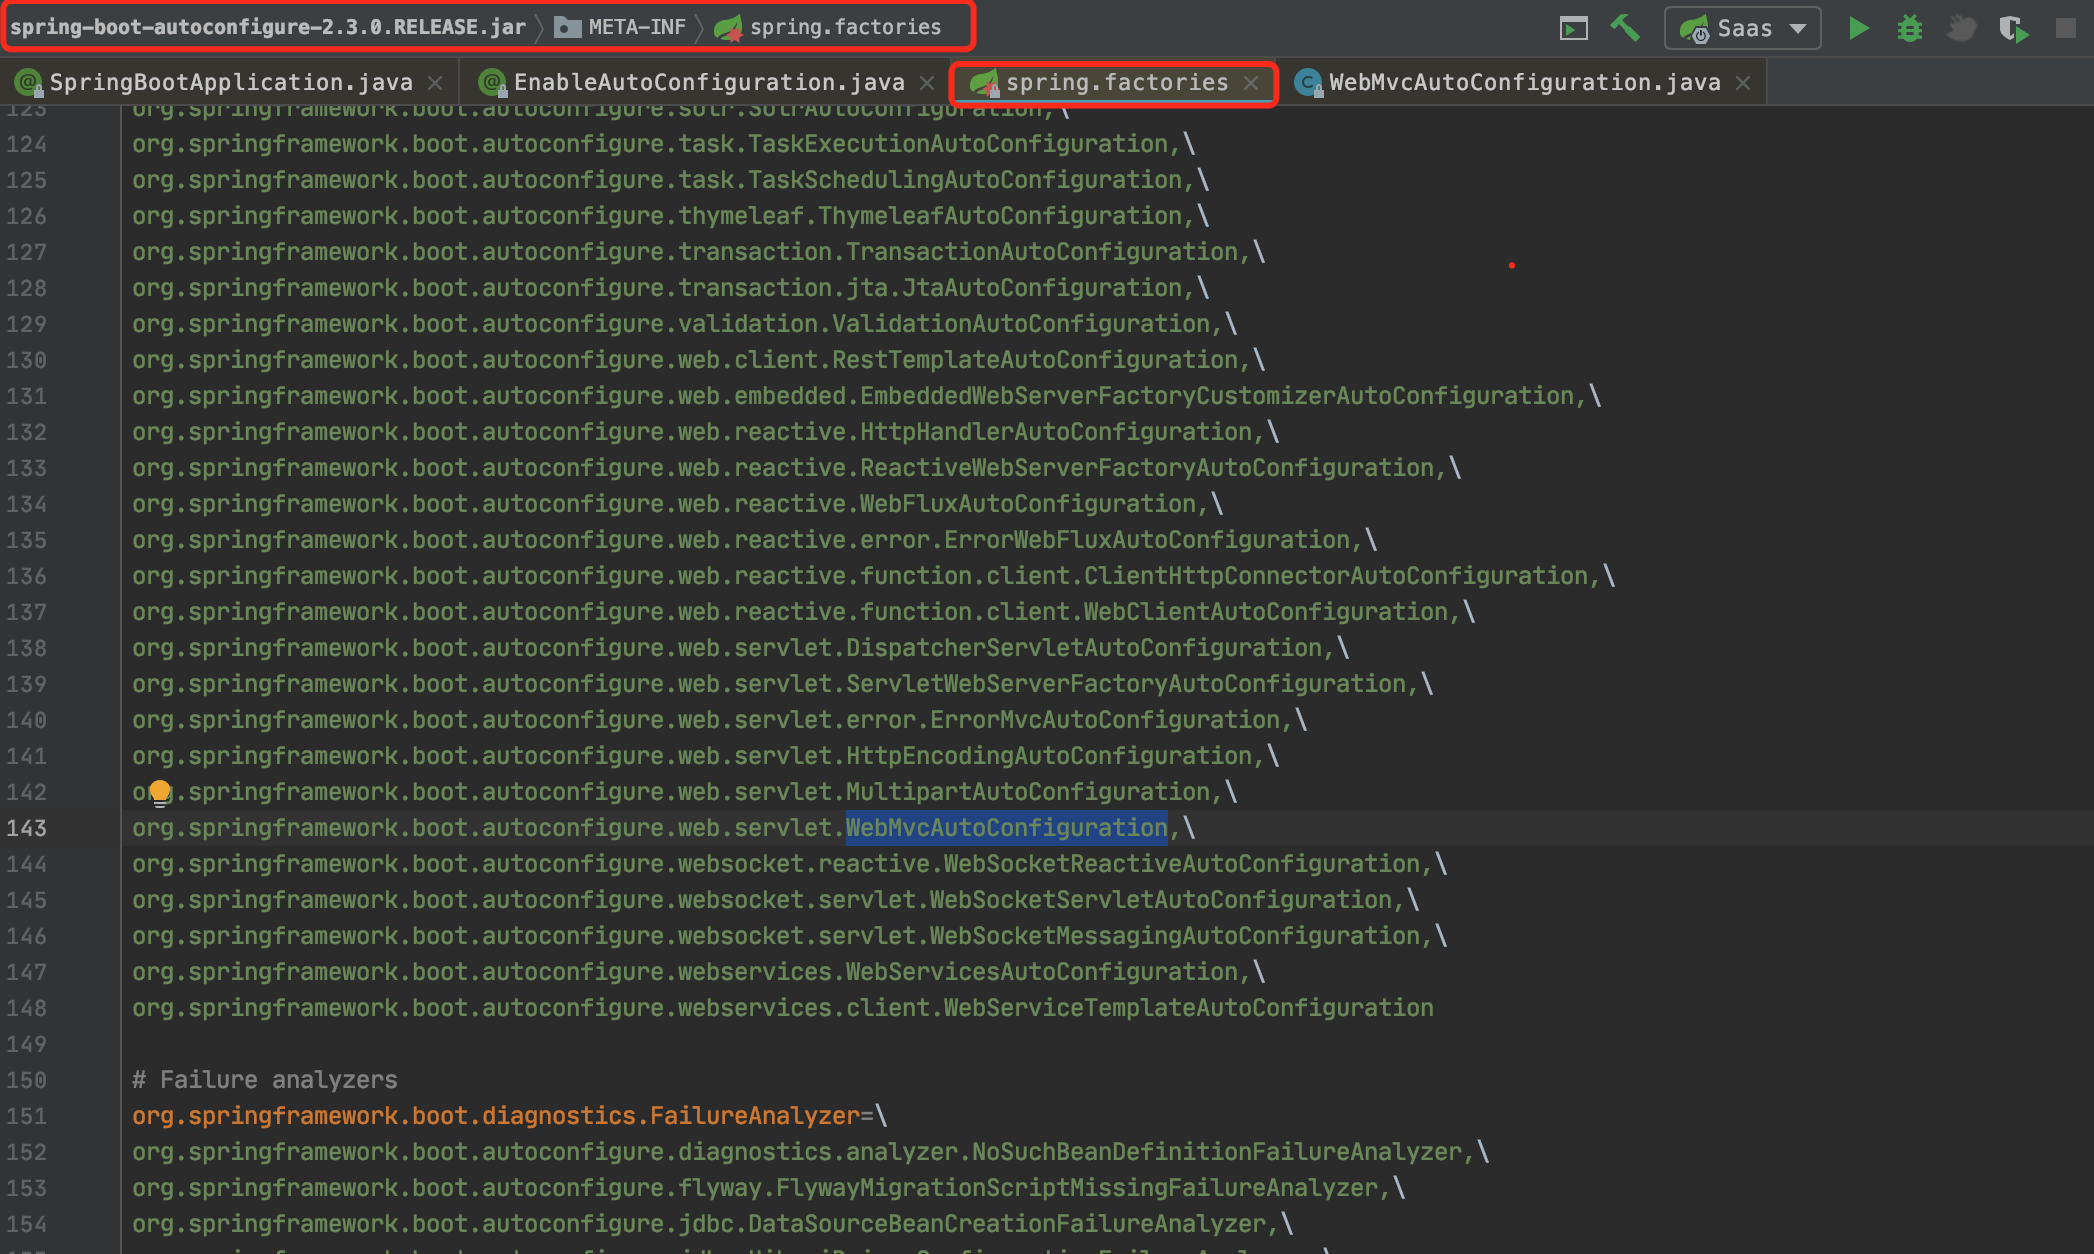 spring-boot-autoconfigure-2.3.0.RELEASE.jar META-INF spring.factories Saas
SpringBootApplication.java EnableAutoConfiguration.java spring.factories WebMvcAutoConfiguration.java
123 org.springframework.boot.autoconfigure.solr.SolrAutoConfiguration,\
124 org.springframework.boot.autoconfigure.task.TaskExecutionAutoConfiguration,\
125 org.springframework.boot.autoconfigure.task.TaskSchedulingAutoConfiguration,\
126 org.springframework.boot.autoconfigure.thymeleaf.ThymeleafAutoConfiguration,\
127 org.springframework.boot.autoconfigure.transaction.TransactionAutoConfiguration,\
128 org.springframework.boot.autoconfigure.transaction.jta.JtaAutoConfiguration,\
129 org.springframework.boot.autoconfigure.validation.ValidationAutoConfiguration,\
130 org.springframework.boot.autoconfigure.web.client.RestTemplateAutoConfiguration,\
131 org.springframework.boot.autoconfigure.web.embedded.EmbeddedWebServerFactoryCustomizerAutoConfiguration,\
132 org.springframework.boot.autoconfigure.web.reactive.HttpHandlerAutoConfiguration,\
133 org.springframework.boot.autoconfigure.web.reactive.ReactiveWebServerFactoryAutoConfiguration,\
134 org.springframework.boot.autoconfigure.web.reactive.WebFluxAutoConfiguration,\
135 org.springframework.boot.autoconfigure.web.reactive.error.ErrorWebFluxAutoConfiguration,\
136 org.springframework.boot.autoconfigure.web.reactive.function.client.ClientHttpConnectorAutoConfiguration,\
137 org.springframework.boot.autoconfigure.web.reactive.function.client.WebClientAutoConfiguration,\
138 org.springframework.boot.autoconfigure.web.servlet.DispatcherServletAutoConfiguration,\
139 org.springframework.boot.autoconfigure.web.servlet.ServletWebServerFactoryAutoConfiguration,\
140 org.springframework.boot.autoconfigure.web.servlet.error.ErrorMvcAutoConfiguration,\
141 org.springframework.boot.autoconfigure.web.servlet.HttpEncodingAutoConfiguration,\
142 org.springframework.boot.autoconfigure.web.servlet.MultipartAutoConfiguration,\
143 org.springframework.boot.autoconfigure.web.servlet.WebMvcAutoConfiguration,\
144 org.springframework.boot.autoconfigure.websocket.reactive.WebSocketReactiveAutoConfiguration,\
145 org.springframework.boot.autoconfigure.websocket.servlet.WebSocketServletAutoConfiguration,\
146 org.springframework.boot.autoconfigure.websocket.servlet.WebSocketMessagingAutoConfiguration,\
147 org.springframework.boot.autoconfigure.webservices.WebServicesAutoConfiguration,\
148 org.springframework.boot.autoconfigure.webservices.client.WebServiceTemplateAutoConfiguration
149
150 # Failure analyzers
151 org.springframework.boot.diagnostics.FailureAnalyzer=\
152 org.springframework.boot.autoconfigure.diagnostics.analyzer.NoSuchBeanDefinitionFailureAnalyzer,\
153 org.springframework.boot.autoconfigure.flyway.FlywayMigrationScriptMissingFailureAnalyzer,\
154 org.springframework.boot.autoconfigure.jdbc.DataSourceBeanCreationFailureAnalyzer,\